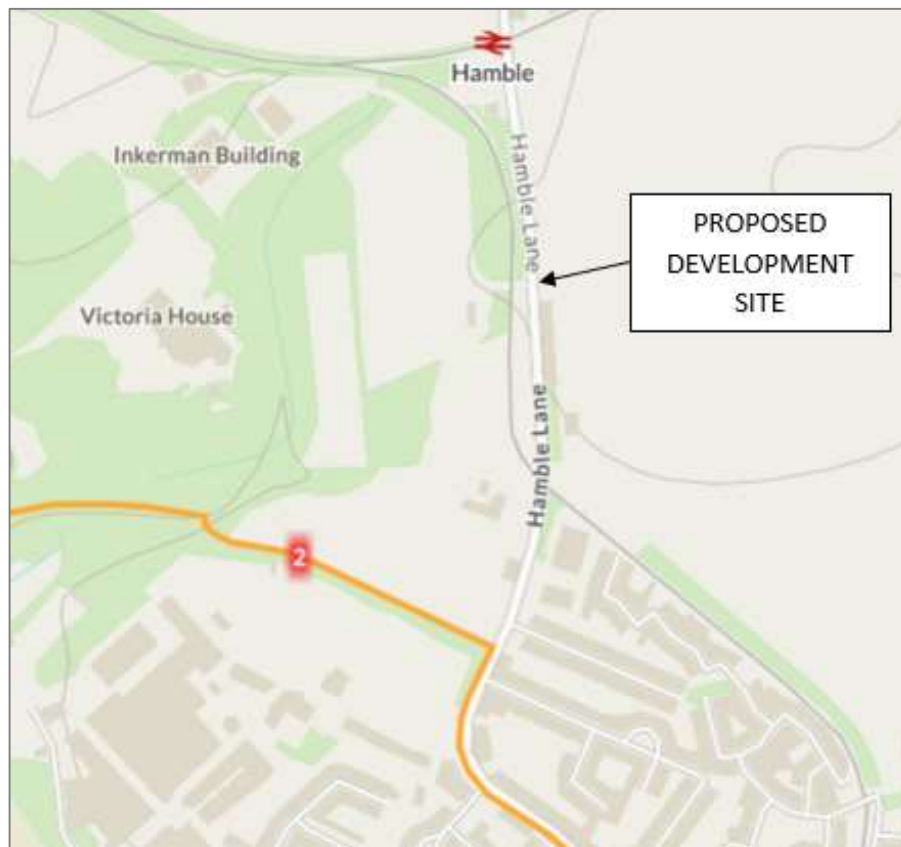 Hamble
Hamble Lane
Inkerman Building
PROPOSED
DEVELOPMENT
SITE
Victoria House
Hamble Lane
2